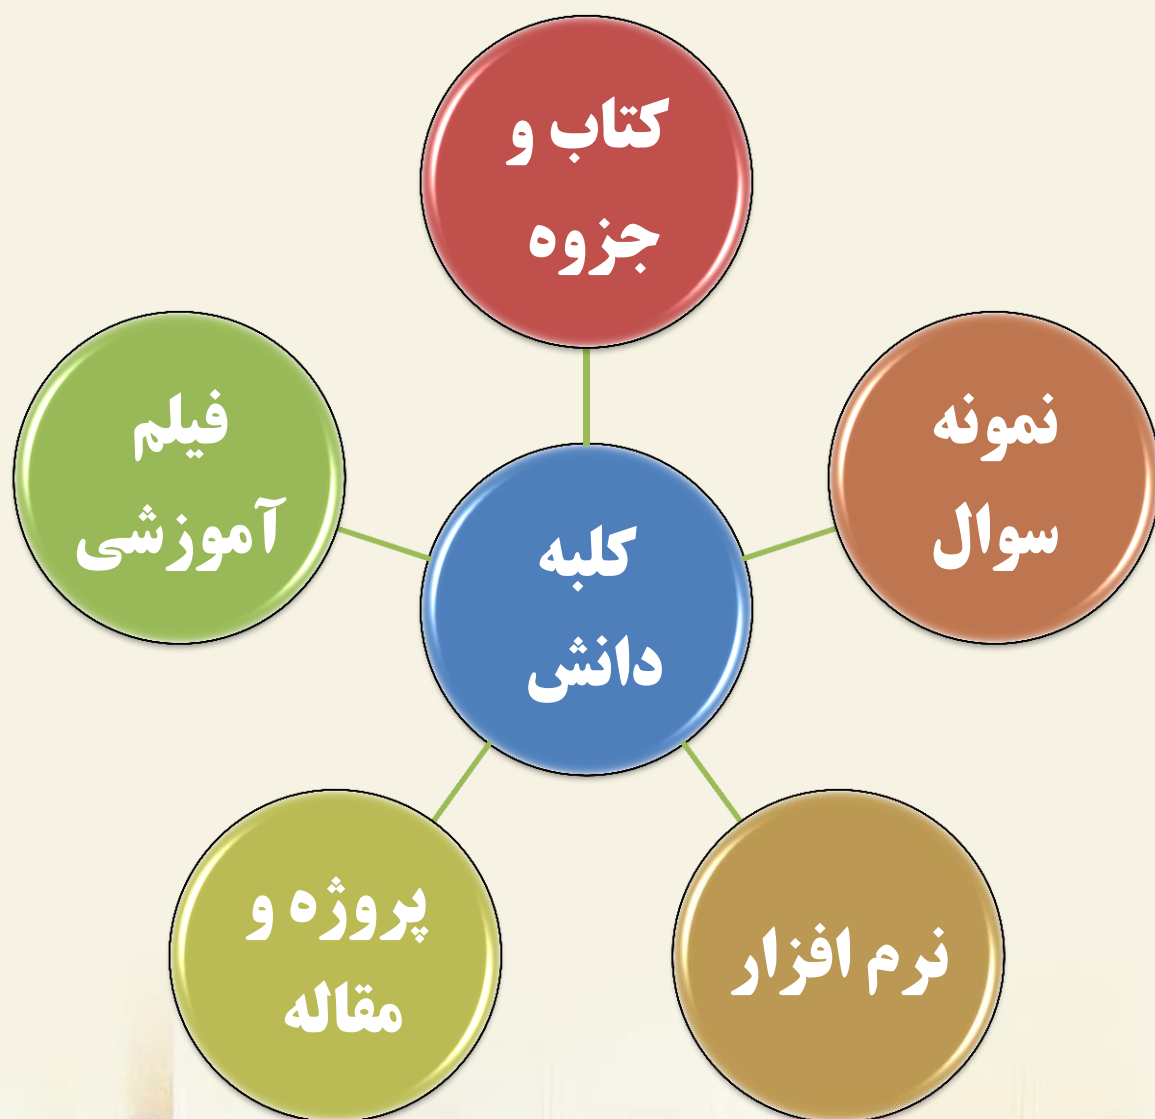 کتاب و
جزوه
نمونه
سوال
نرم افزار
پروژه و
مقاله
فیلم
آموزشی
کلبه
دانش